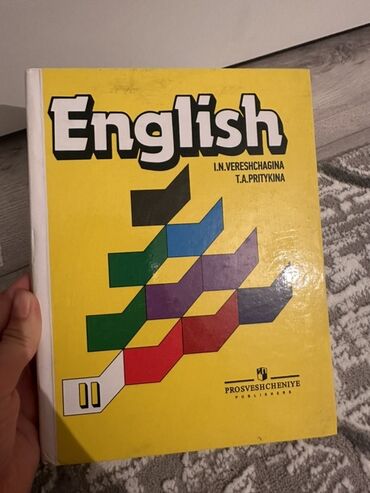 English
I.N.VERESHCHAGINA
T.A.PRITYKINA
II
PROSVESHCHENIYE
PUBLISHERS